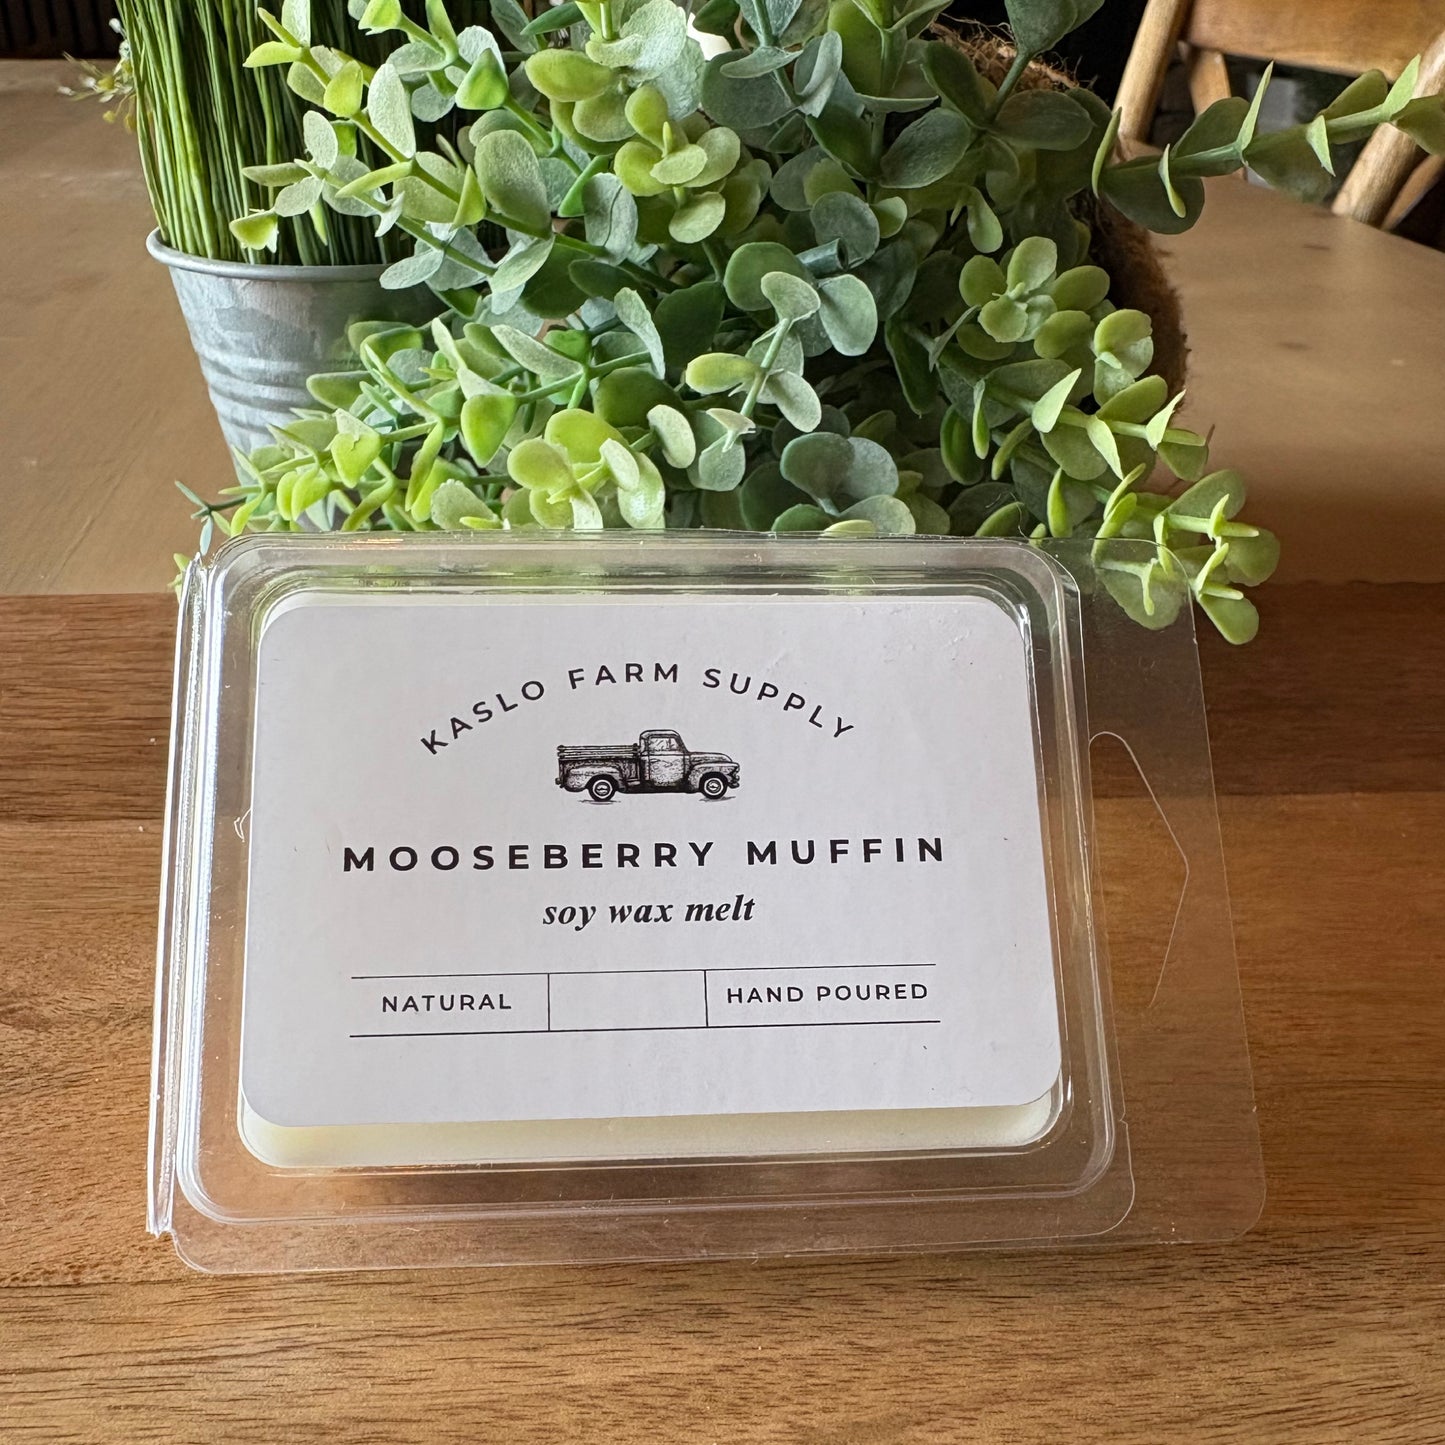 KASLO FARM SUPPLY
MOOSEBERRY MUFFIN
soy wax melt
NATURAL HAND POURED